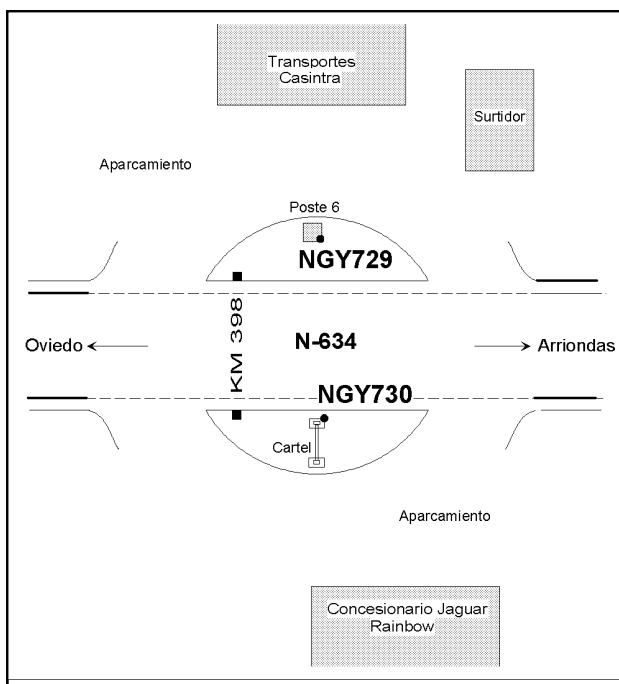 Transportes
Casintra
Surtidor
Aparcamiento
Poste 6
NGY729
KM 398
N-634
Oviedo
Arriondas
NGY730
Cartel
Aparcamiento
Concesionario Jaguar
Rainbow